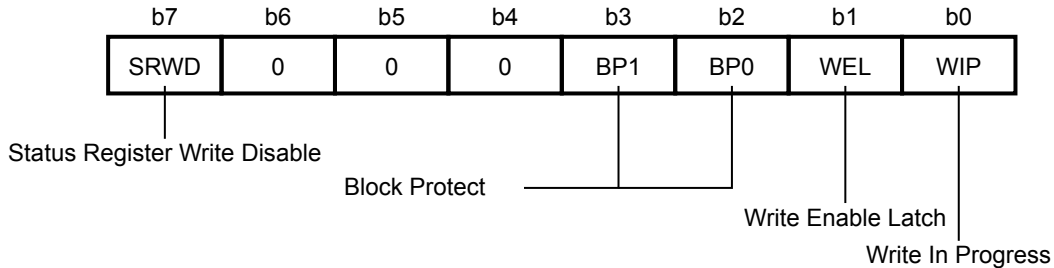 b7 b6 b5 b4 b3 b2 b1 b0
SRWD 0 0 0 BP1 BP0 WEL WIP
Status Register Write Disable
Block Protect
Write Enable Latch
Write In Progress